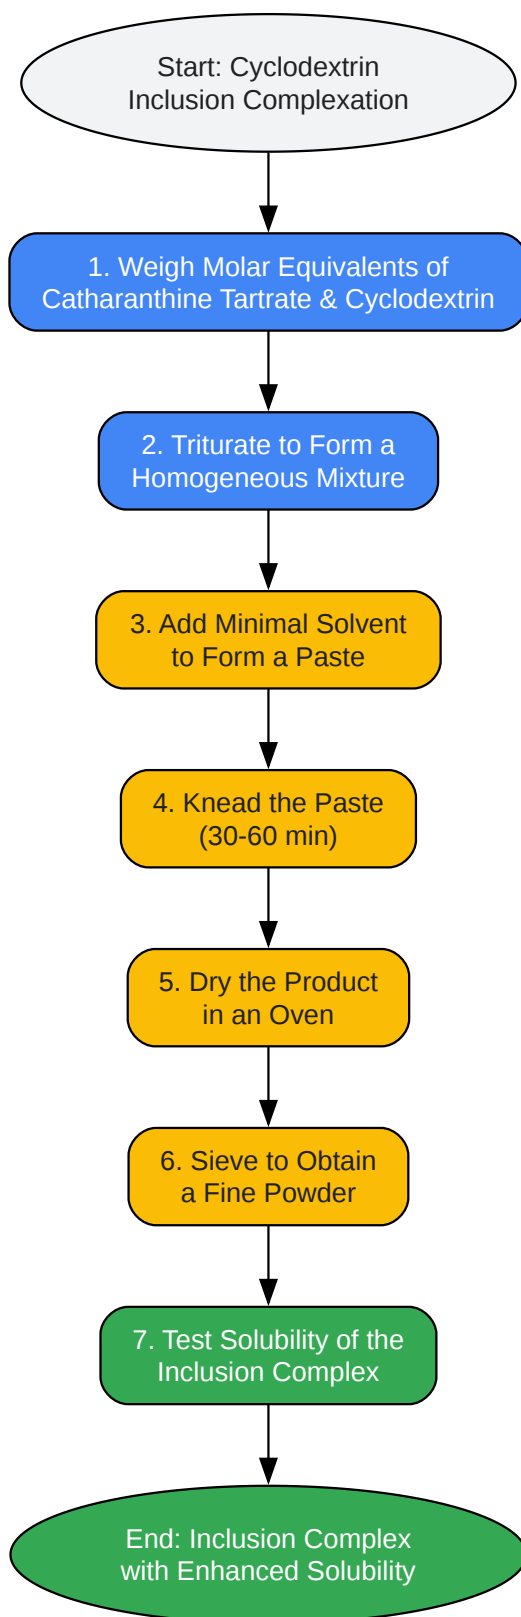 Start: Cyclodextrin
Inclusion Complexation
1. Weigh Molar Equivalents of
Catharanthine Tartrate & Cyclodextrin
2. Triturate to Form a
Homogeneous Mixture
3. Add Minimal Solvent
to Form a Paste
4. Knead the Paste
(30-60 min)
5. Dry the Product
in an Oven
6. Sieve to Obtain
a Fine Powder
7. Test Solubility of the
Inclusion Complex
End: Inclusion Complex
with Enhanced Solubility